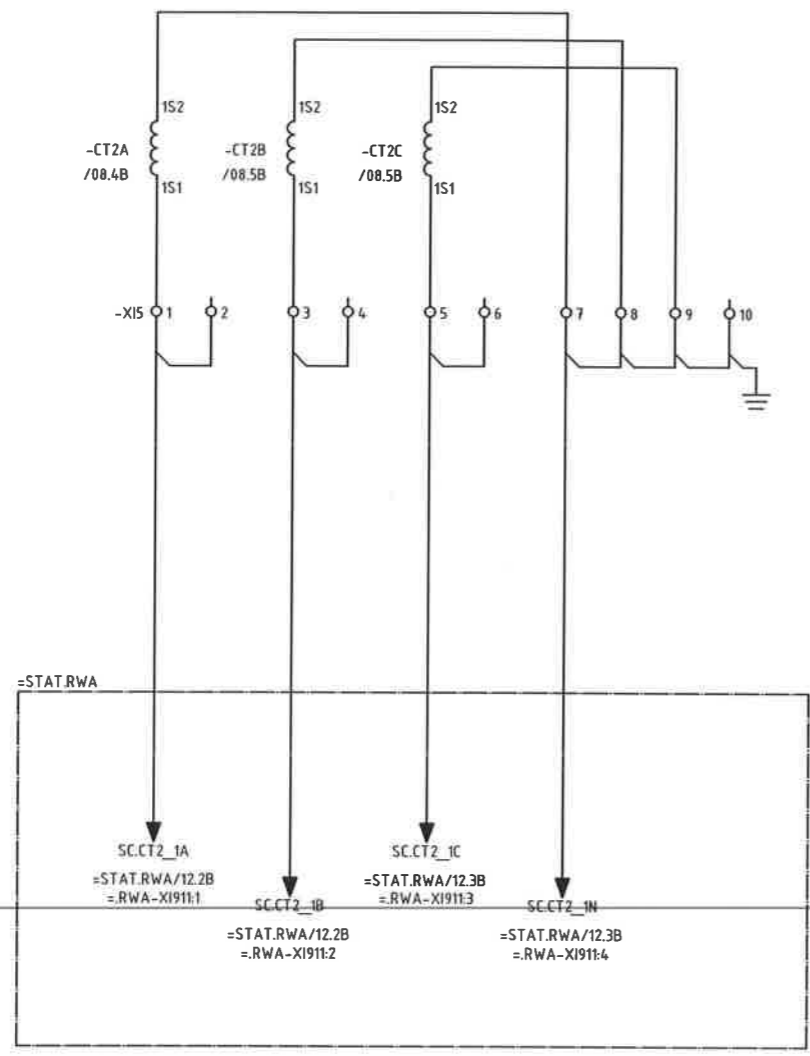 1S2
1S2
1S2
-CT2A
-CT2B
-CT2C
/08.4B
/08.5B
/08.5B
1S1
1S1
1S1
-XI5 1 2 3 4 5 6 7 8 9 10
=STAT.RWA
SC.CT2_1A
=STAT.RWA/12.2B
=.RWA-XI911:1
SC.CT2_1C
=STAT.RWA/12.3B
=.RWA-XI911:3
SC.CT2_1B
=STAT.RWA/12.2B
=.RWA-XI911:2
SC.CT2_1N
=STAT.RWA/12.3B
=.RWA-XI911:4